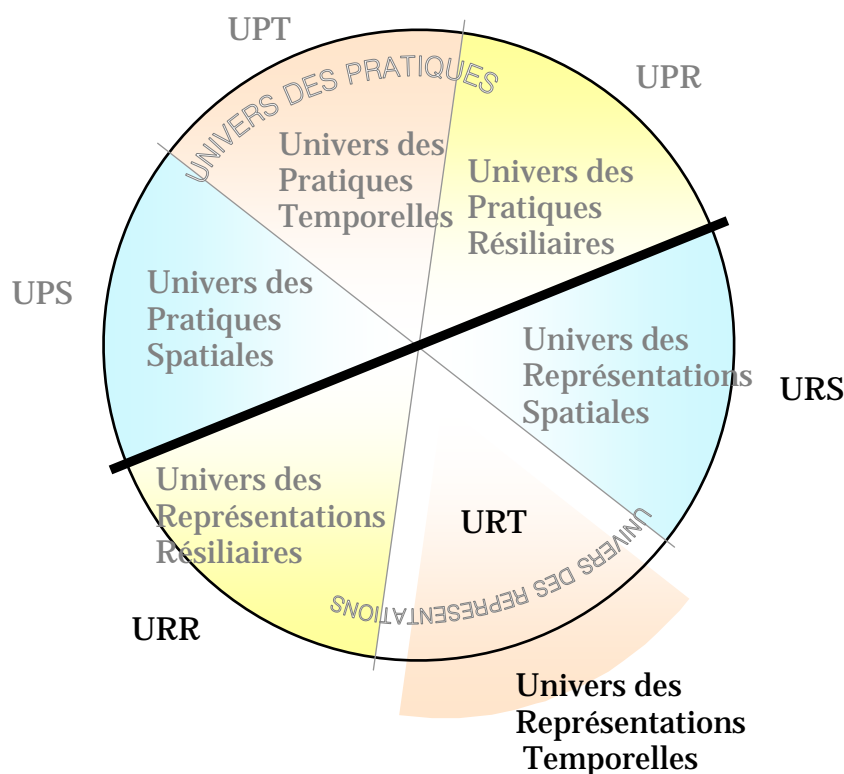 UPT
UNIVERS DES PRATIQUES
UPR
Univers des
Pratiques
Temporelles
Univers des
Pratiques
Résiliaires
UPS
Univers des
Pratiques
Spatiales
Univers des
Représentations
Spatiales
URS
Univers des
Représentations
Résiliaires
URT
UNIVERS DES REPRESENTATIONS
URR
Univers des
Représentations
Temporelles